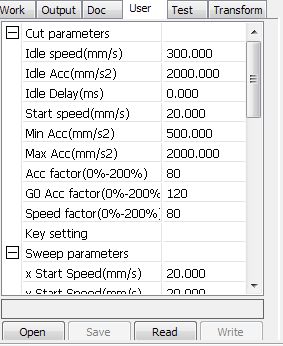 Work Output Doc User Test Transform
Cut parameters
Idle speed(mm/s) 300.000
Idle Acc(mm/s2) 2000.000
Idle Delay(ms) 0.000
Start speed(mm/s) 20.000
Min Acc(mm/s2) 500.000
Max Acc(mm/s2) 2000.000
Acc factor(0%-200%) 80
G0 Acc factor(0%-200%) 120
Speed factor(0%-200%) 80
Key setting
Sweep parameters
x Start Speed(mm/s) 20.000
y Start Speed(mm/s) 20.000
Open Save Read Write